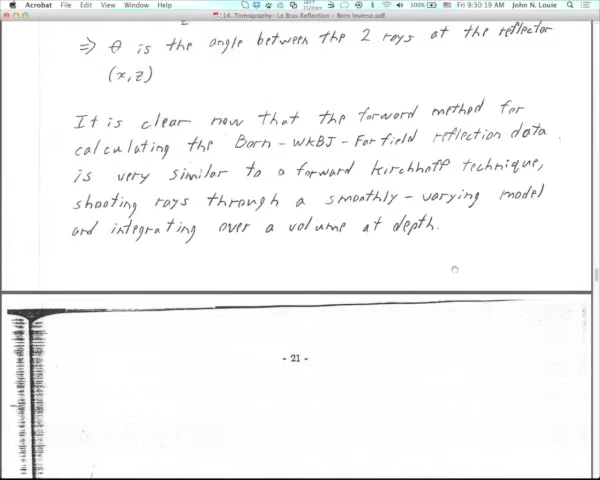 Acrobat File Edit View Window Help 100% Fri 9:30:19 AM John N. Louie
14. Tomography- Le Bras Reflection - Born Inverse.pdf
⇒ θ is the angle between the 2 rays at the reflector
(x,z)
It is clear now that the forward method for
calculating the Born-WKBJ-Far field reflection data
is very similar to a forward Kirchhoff technique,
shooting rays through a smoothly-varying model
and integrating over a volume at depth.
- 21 -